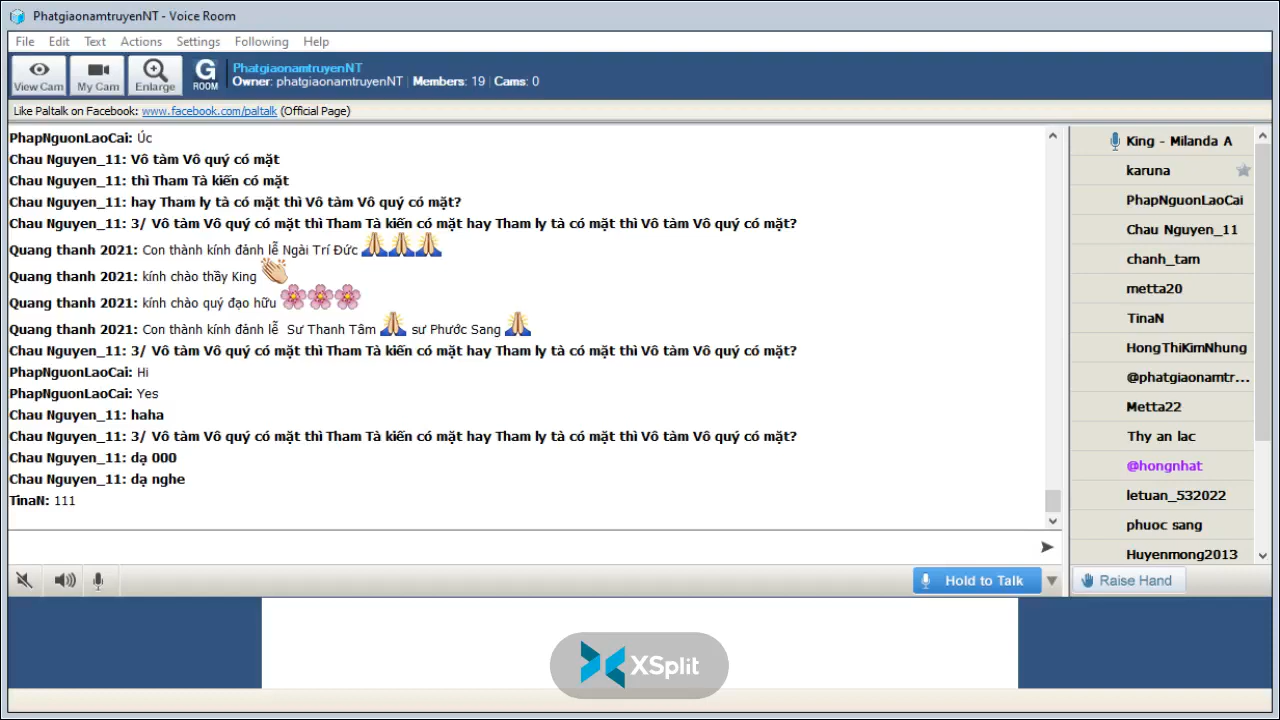 PhatgiaonamtruyenNT - Voice Room
File Edit Text Actions Settings Following Help
View Cam
My Cam
Enlarge
G ROOM
PhatgiaonamtruyenNT
Owner: phatgiaonamtruyenNT | Members: 19 | Cams: 0
Like Paltalk on Facebook: www.facebook.com/paltalk (Official Page)
PhapNguonLaoCai: Úc
Chau Nguyen_11: Vô tàm Vô quý có mặt
Chau Nguyen_11: thì Tham Tà kiến có mặt
Chau Nguyen_11: hay Tham ly tà có mặt thì Vô tàm Vô quý có mặt?
Chau Nguyen_11: 3/ Vô tàm Vô quý có mặt thì Tham Tà kiến có mặt hay Tham ly tà có mặt thì Vô tàm Vô quý có mặt?
Quang thanh 2021: Con thành kính đảnh lễ Ngài Trí Đức
Quang thanh 2021: kính chào thầy King
Quang thanh 2021: kính chào quý đạo hữu
Quang thanh 2021: Con thành kính đảnh lễ Sư Thanh Tâm sư Phước Sang
Chau Nguyen_11: 3/ Vô tàm Vô quý có mặt thì Tham Tà kiến có mặt hay Tham ly tà có mặt thì Vô tàm Vô quý có mặt?
PhapNguonLaoCai: Hi
PhapNguonLaoCai: Yes
Chau Nguyen_11: haha
Chau Nguyen_11: 3/ Vô tàm Vô quý có mặt thì Tham Tà kiến có mặt hay Tham ly tà có mặt thì Vô tàm Vô quý có mặt?
Chau Nguyen_11: dạ 000
Chau Nguyen_11: dạ nghe
TinaN: 111
King - Milanda A
karuna
PhapNguonLaoCai
Chau Nguyen_11
chanh_tam
metta20
TinaN
HongThiKimNhung
@phatgiaonamtr...
Metta22
Thy an lac
@hongnhat
letuan_532022
phuoc sang
Huyenmong2013
Hold to Talk
Raise Hand
XSplit